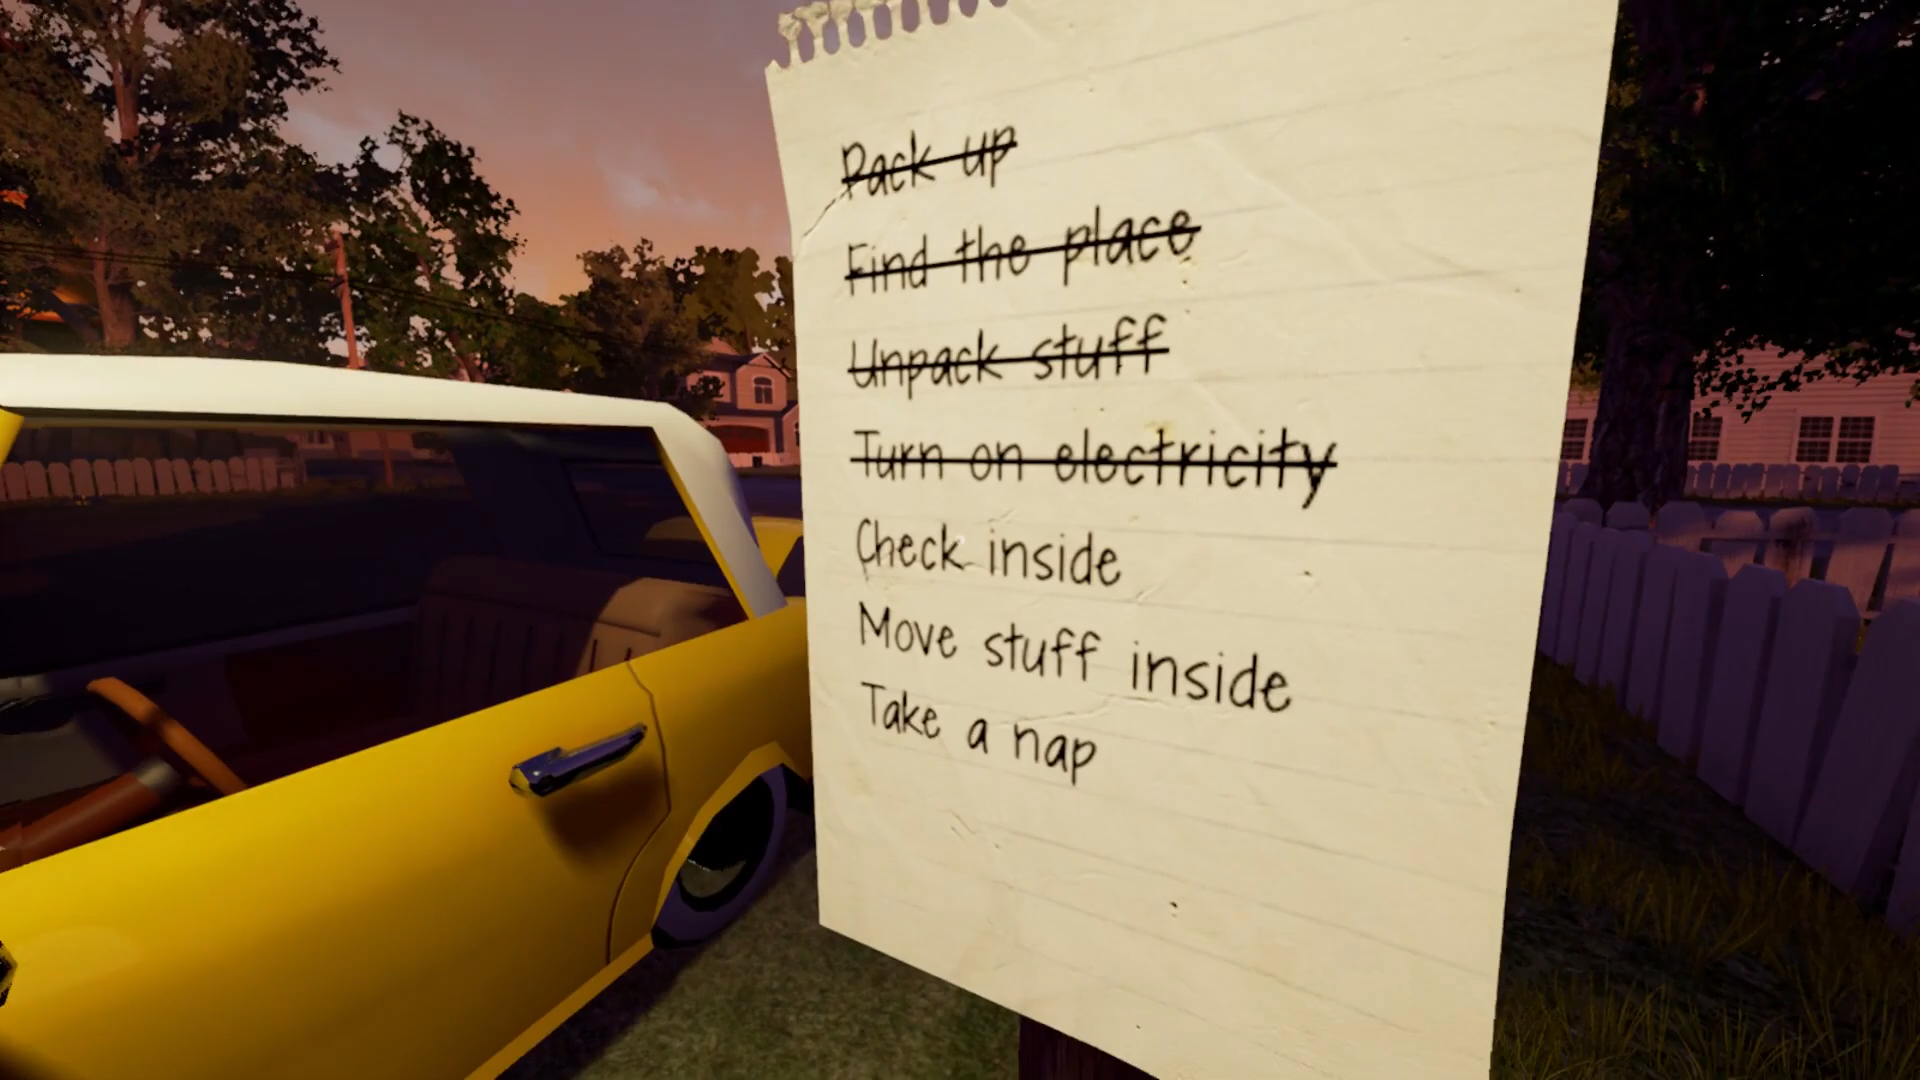 Pack up
Find the place
Unpack stuff
Turn on electricity
Check inside
Move stuff inside
Take a nap